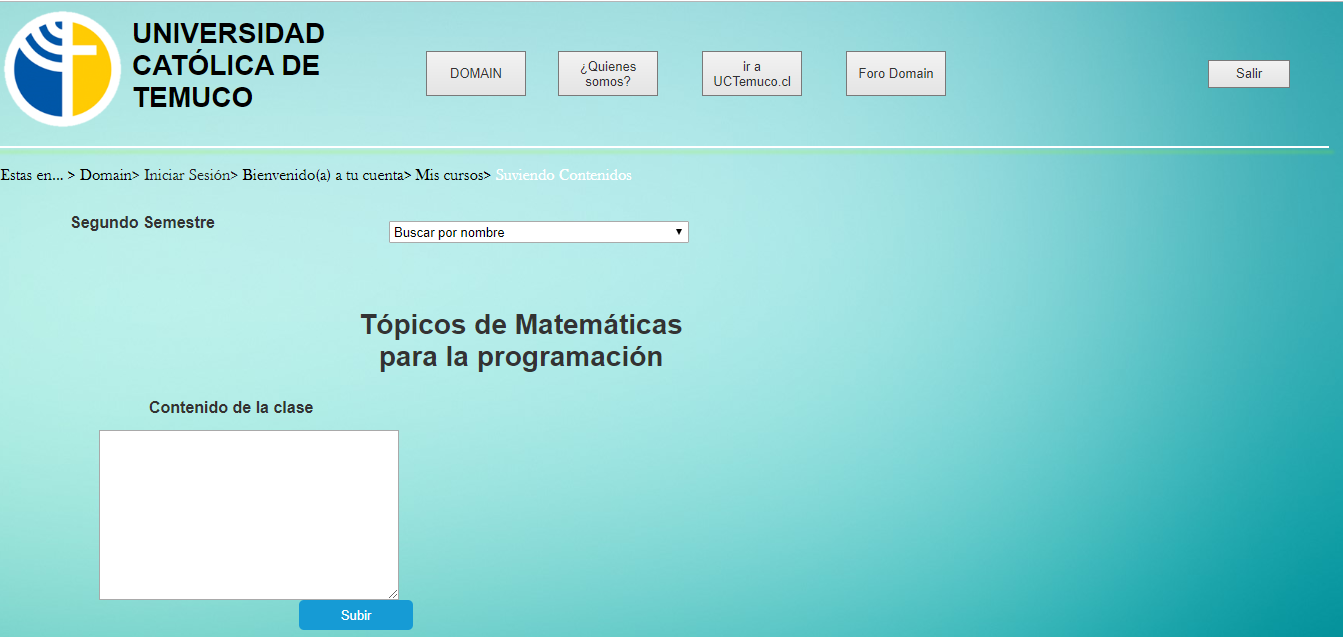 UNIVERSIDAD
CATÓLICA DE
TEMUCO
DOMAIN
¿Quienes
somos?
ir a
UCTemuco.cl
Foro Domain
Salir
Estas en... > Domain> Iniciar Sesión> Bienvenido(a) a tu cuenta> Mis cursos> Suviendo Contenidos
Segundo Semestre
Buscar por nombre
Tópicos de Matemáticas
para la programación
Contenido de la clase
Subir